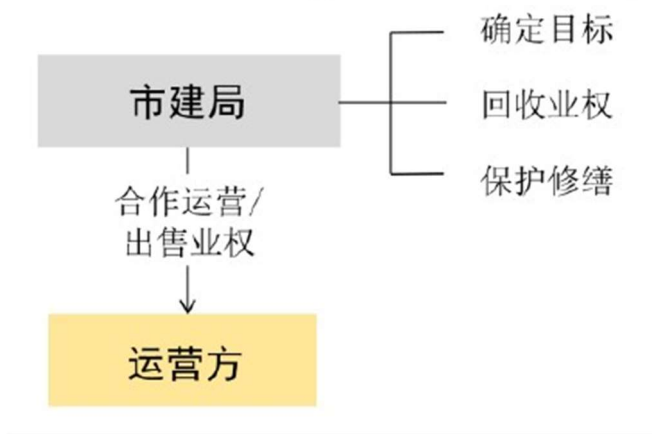 确定目标
市建局
回收业权
保护修缮
合作运营/
出售业权
运营方